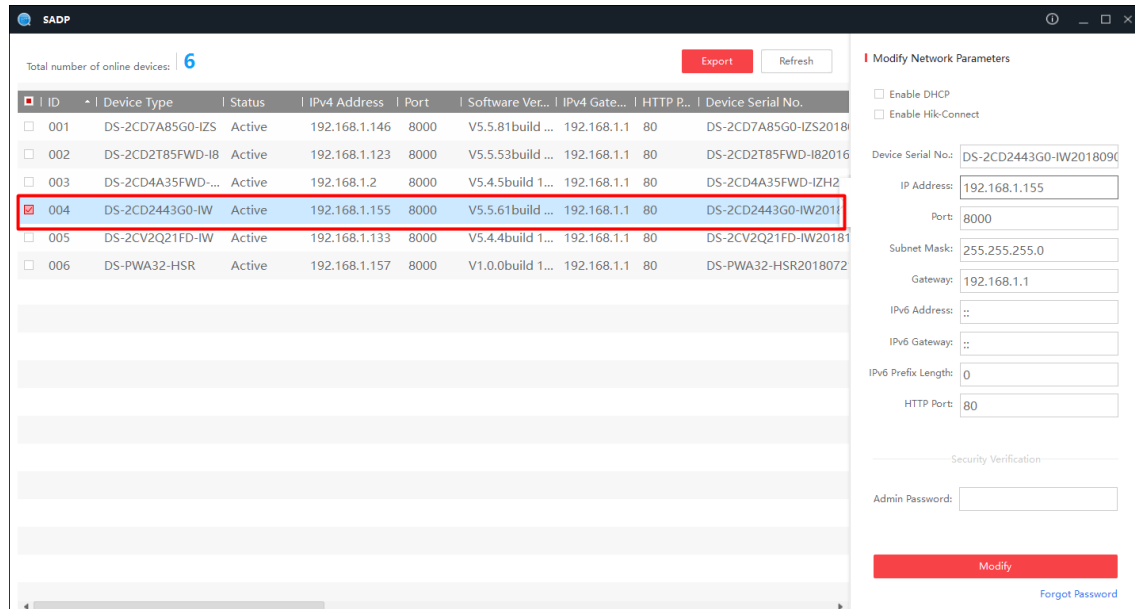 SADP
Total number of online devices: 6
Export Refresh
ID Device Type Status IPv4 Address Port Software Ver... IPv4 Gate... HTTP P... Device Serial No.
001 DS-2CD7A85G0-IZS Active 192.168.1.146 8000 V5.5.81build ... 192.168.1.1 80 DS-2CD7A85G0-IZS2018
002 DS-2CD2T85FWD-I8 Active 192.168.1.123 8000 V5.5.53build ... 192.168.1.1 80 DS-2CD2T85FWD-I82016
003 DS-2CD4A35FWD-... Active 192.168.1.2 8000 V5.4.5build 1... 192.168.1.1 80 DS-2CD4A35FWD-IZH2
004 DS-2CD2443G0-IW Active 192.168.1.155 8000 V5.5.61build ... 192.168.1.1 80 DS-2CD2443G0-IW201
005 DS-2CV2Q21FD-IW Active 192.168.1.133 8000 V5.4.4build 1... 192.168.1.1 80 DS-2CV2Q21FD-IW20181
006 DS-PWA32-HSR Active 192.168.1.157 8000 V1.0.0build 1... 192.168.1.1 80 DS-PWA32-HSR2018072
Modify Network Parameters
Enable DHCP
Enable Hik-Connect
Device Serial No.: DS-2CD2443G0-IW2018090
IP Address: 192.168.1.155
Port: 8000
Subnet Mask: 255.255.255.0
Gateway: 192.168.1.1
IPv6 Address: ::
IPv6 Gateway: ::
IPv6 Prefix Length: 0
HTTP Port: 80
Security Verification
Admin Password:
Modify
Forgot Password